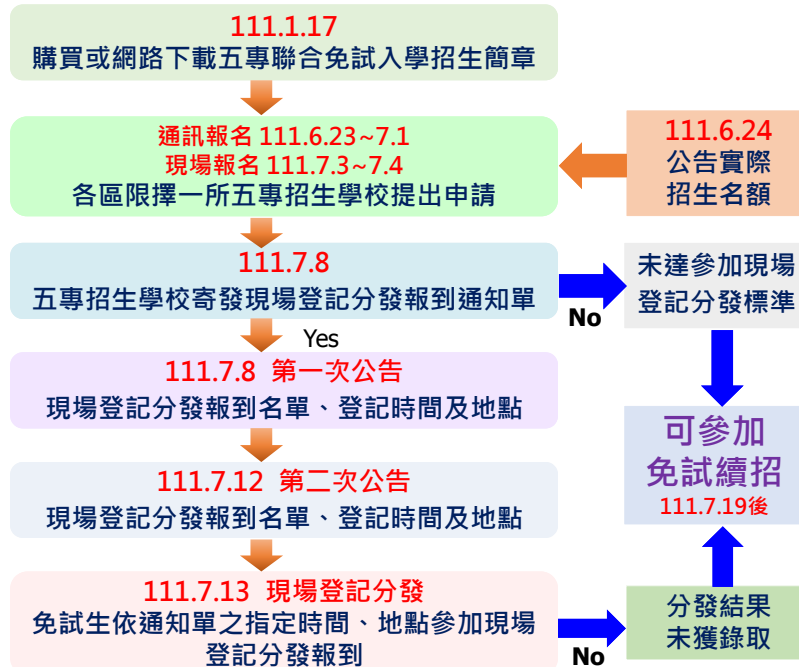 111.1.17
購買或網路下載五專聯合免試入學招生簡章
通訊報名 111.6.23~7.1
現場報名 111.7.3~7.4
各區限擇一所五專招生學校提出申請
111.6.24
公告實際
招生名額
111.7.8
五專招生學校寄發現場登記分發報到通知單
No
未達參加現場
登記分發標準
Yes
111.7.8 第一次公告
現場登記分發報到名單、登記時間及地點
111.7.12 第二次公告
現場登記分發報到名單、登記時間及地點
可參加
免試續招
111.7.19後
111.7.13 現場登記分發
免試生依通知單之指定時間、地點參加現場
登記分發報到
No
分發結果
未獲錄取